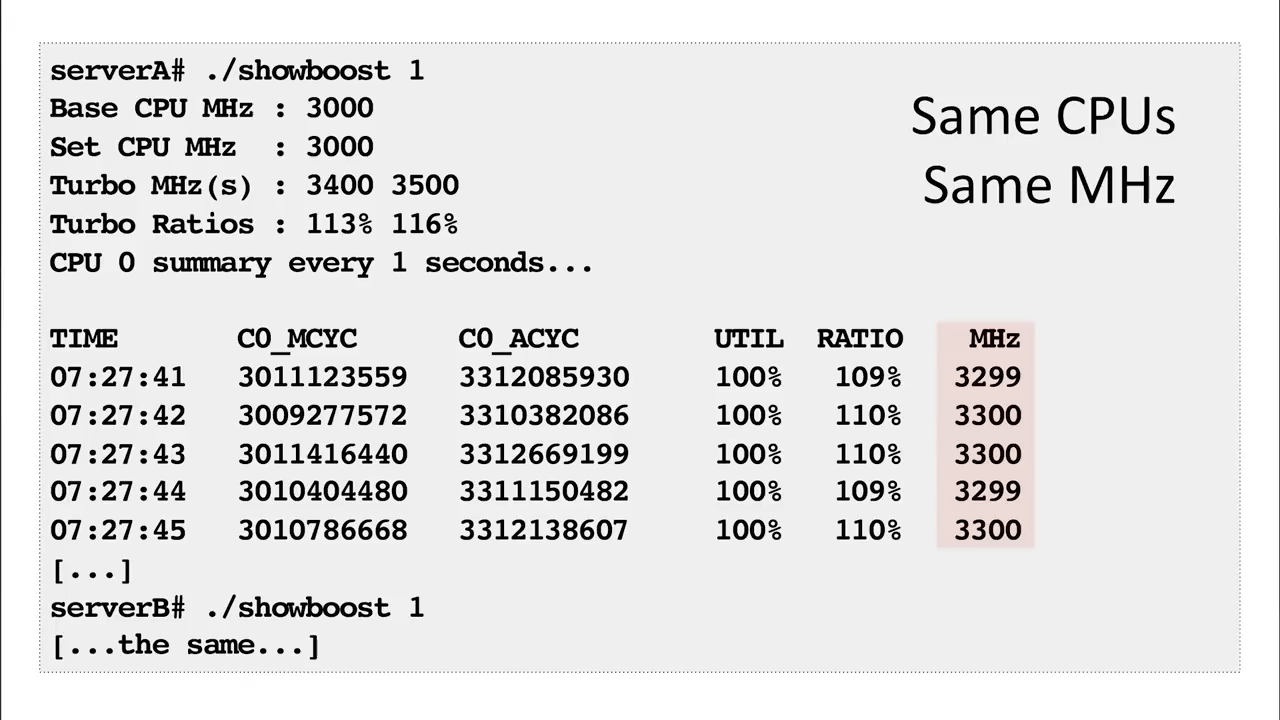 serverA# ./showboost 1
Base CPU MHz : 3000
Set CPU MHz  : 3000
Turbo MHz(s) : 3400 3500
Turbo Ratios : 113% 116%
CPU 0 summary every 1 seconds...
Same CPUs
Same MHz
TIME       C0_MCYC      C0_ACYC        UTIL  RATIO    MHz
07:27:41   3011123559   3312085930     100%   109%   3299
07:27:42   3009277572   3310382086     100%   110%   3300
07:27:43   3011416440   3312669199     100%   110%   3300
07:27:44   3010404480   3311150482     100%   109%   3299
07:27:45   3010786668   3312138607     100%   110%   3300
[...]
serverB# ./showboost 1
[...the same...]